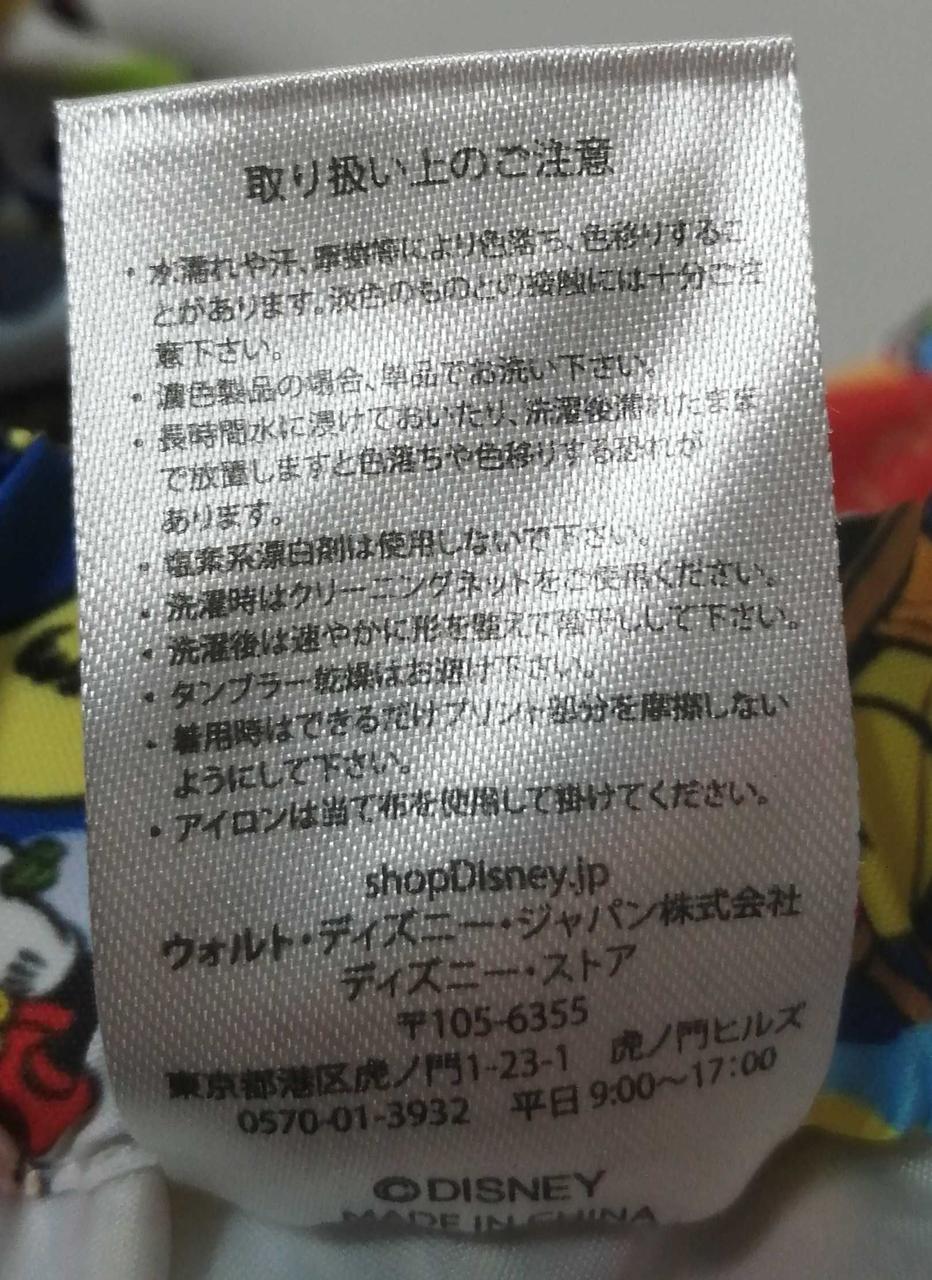 取り扱い上のご注意
・水濡れや汗、摩擦等により色落ち、色移りするこ
とがあります。淡色のものとの接触には十分ご注
意下さい。
・濃色製品の場合、単品でお洗い下さい。
・長時間水に浸けておいたり、洗濯後濡れたまま
で放置しますと色落ちや色移りする恐れが
あります。
・塩素系漂白剤は使用しないで下さい。
・洗濯時はクリーニングネットをご使用ください。
・洗濯後は速やかに形を整えて陰干しして下さい。
・タンブラー乾燥はお避け下さい。
・着用時はできるだけプリント部分を摩擦しない
ようにして下さい。
・アイロンは当て布を使用して掛けてください。
shopDisney.jp
ウォルト・ディズニー・ジャパン株式会社
ディズニー・ストア
〒105-6355
東京都港区虎ノ門1-23-1 虎ノ門ヒルズ
0570-01-3932 平日 9:00～17:00
©DISNEY
MADE IN CHINA